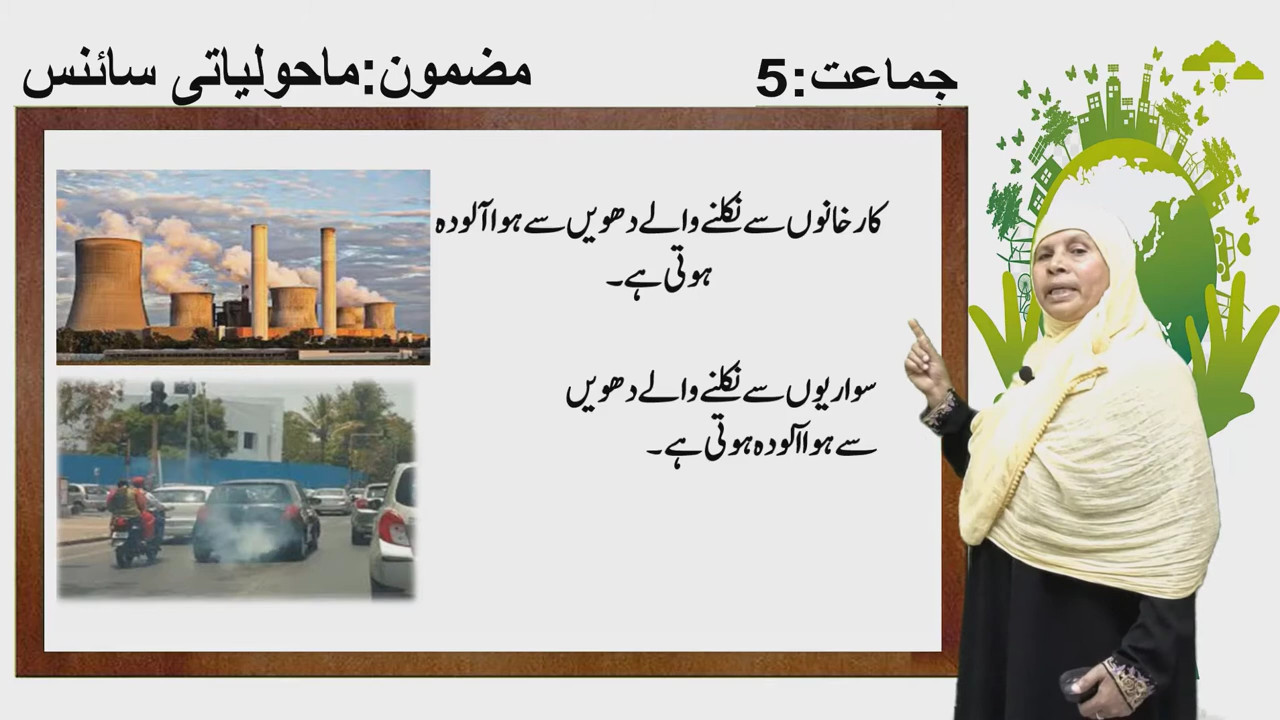 جماعت:5
مضمون:ماحولیاتی سائنس
کارخانوں سے نکلنے والے دھویں سے ہوا آلودہ
ہوتی ہے۔
سواریوں سے نکلنے والے دھویں
سے ہوا آلودہ ہوتی ہے۔